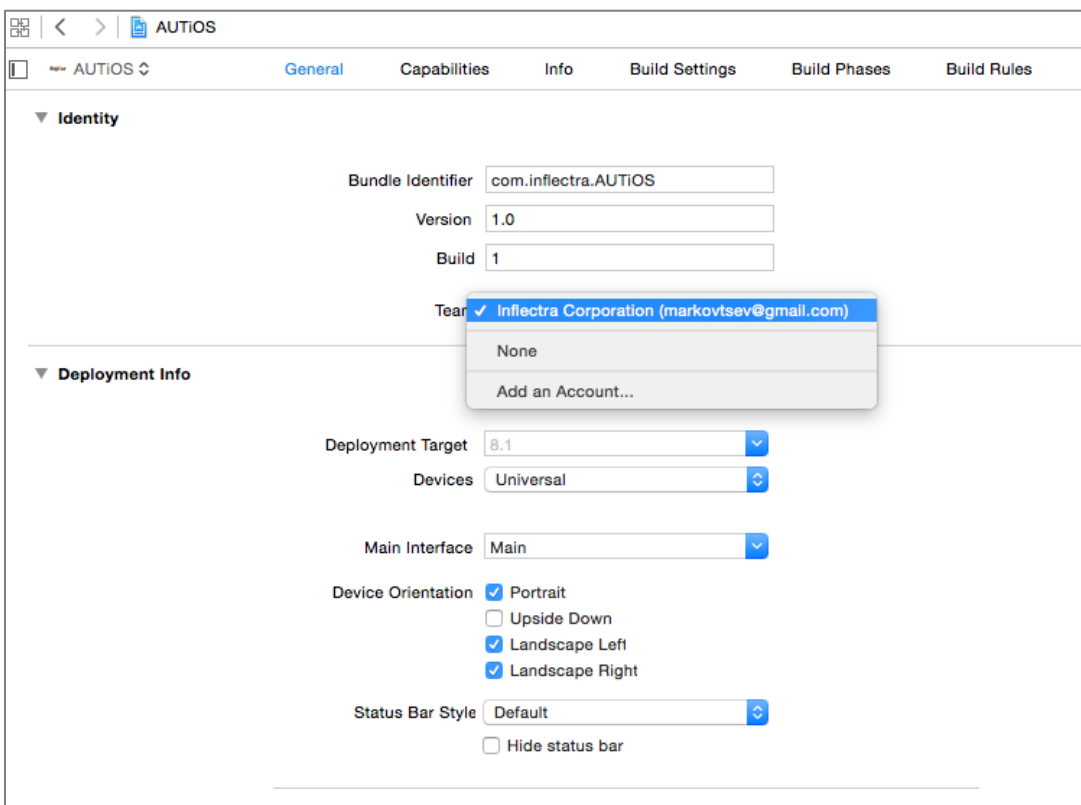 AUTiOS
AUTiOS General Capabilities Info Build Settings Build Phases Build Rules
Identity
Bundle Identifier com.inflectra.AUTiOS
Version 1.0
Build 1
Tear ✓ Inflectra Corporation (markovtsev@gmail.com)
None
Deployment Info
Add an Account...
Deployment Target 8.1
Devices Universal
Main Interface Main
Device Orientation Portrait
Upside Down
Landscape Left
Landscape Right
Status Bar Style Default
Hide status bar